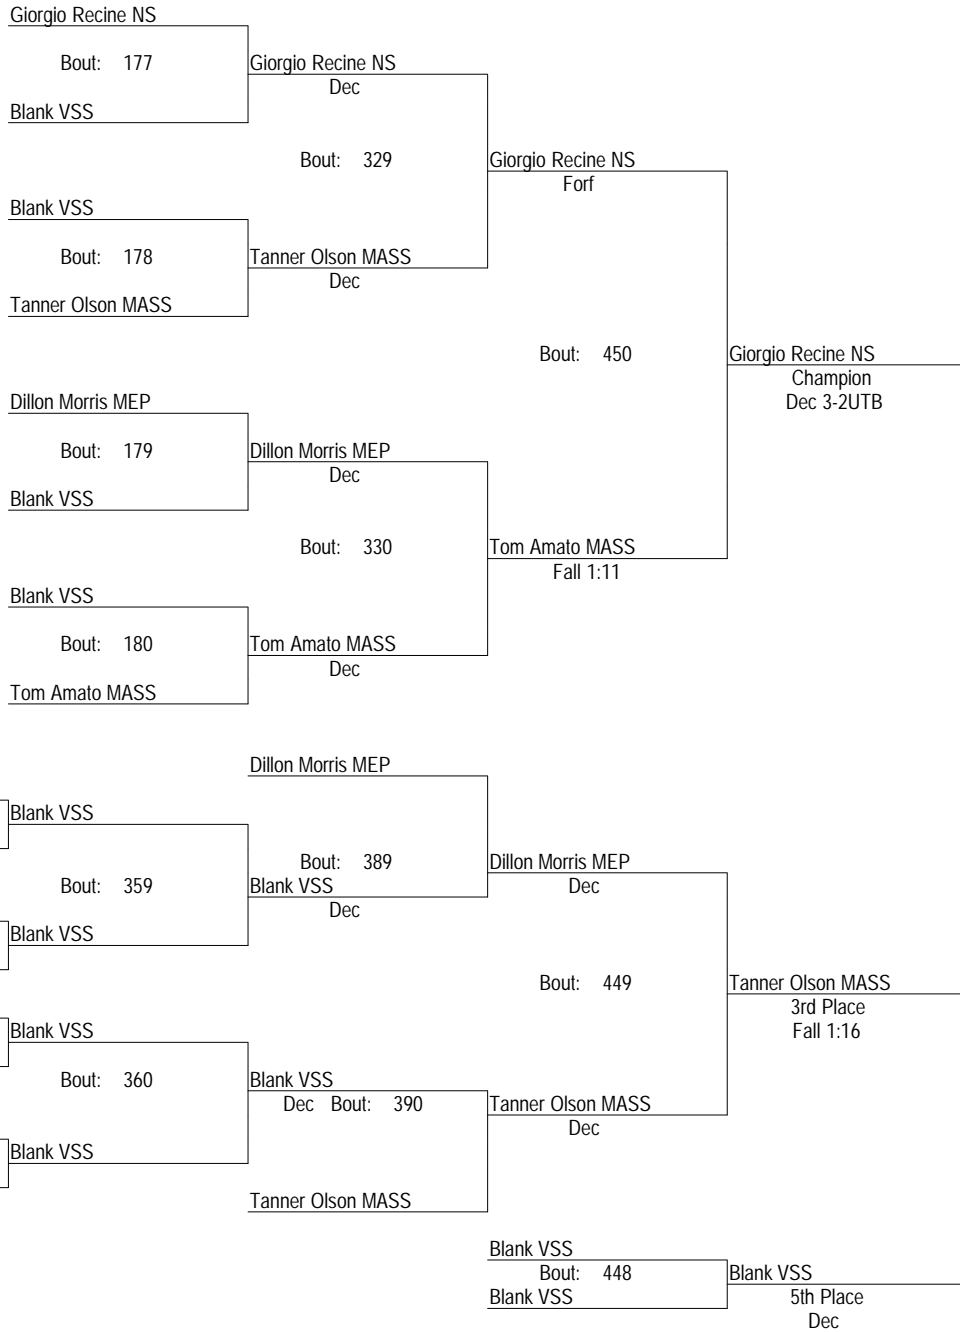 Giorgio Recine NS
Bout: 177
Giorgio Recine NS
Dec
Blank VSS
Bout: 329
Giorgio Recine NS
Forf
Blank VSS
Bout: 178
Tanner Olson MASS
Dec
Tanner Olson MASS
Bout: 450
Giorgio Recine NS
Champion
Dec 3-2UTB
Dillon Morris MEP
Bout: 179
Dillon Morris MEP
Dec
Blank VSS
Bout: 330
Tom Amato MASS
Fall 1:11
Blank VSS
Bout: 180
Tom Amato MASS
Dec
Tom Amato MASS
Dillon Morris MEP
Blank VSS
Bout: 389
Dillon Morris MEP
Bout: 359
Blank VSS
Dec
Dec
Blank VSS
Bout: 449
Tanner Olson MASS
3rd Place
Fall 1:16
Blank VSS
Bout: 360
Blank VSS
Dec Bout: 390
Tanner Olson MASS
Dec
Blank VSS
Tanner Olson MASS
Blank VSS
Bout: 448
Blank VSS
Blank VSS
5th Place
Dec